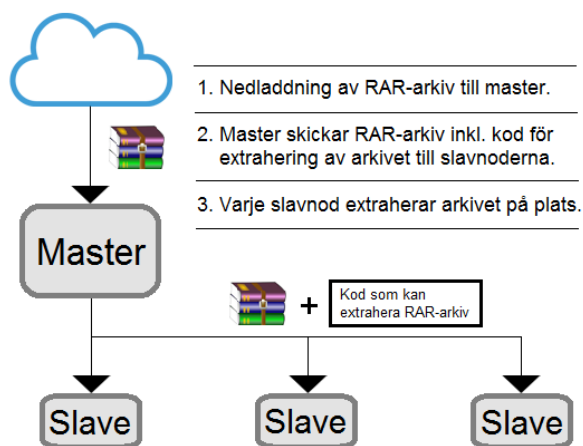 1. Nedladdning av RAR-arkiv till master.
2. Master skickar RAR-arkiv inkl. kod för
extrahering av arkivet till slavnoderna.
3. Varje slavnod extraherar arkivet på plats.
Master
+
Kod som kan
extrahera RAR-arkiv
Slave
Slave
Slave